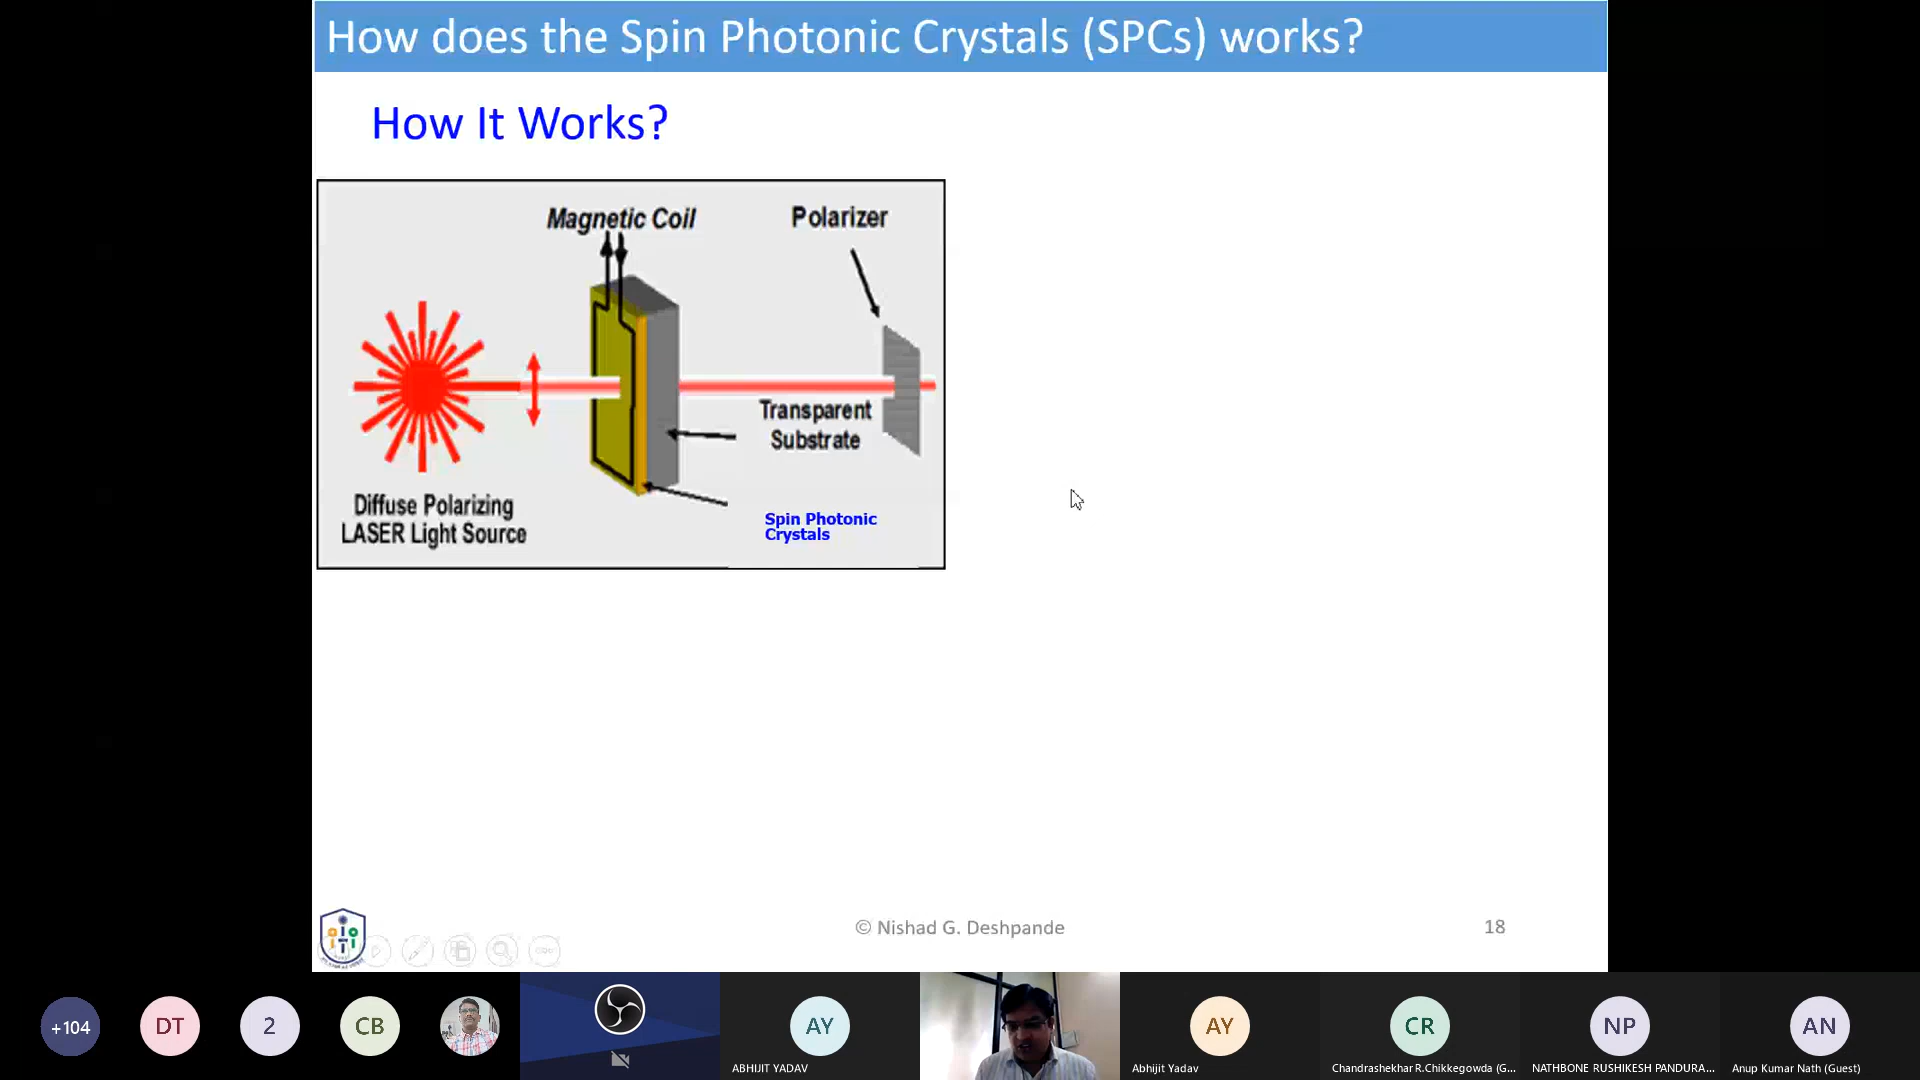 How does the Spin Photonic Crystals (SPCs) works?
How It Works?
Magnetic Coil
Polarizer
Transparent
Substrate
Diffuse Polarizing
LASER Light Source
Spin Photonic
Crystals
© Nishad G. Deshpande
18
+104
DT
2
CB
AY
ABHIJIT YADAV
AY
Abhijit Yadav
CR
Chandrashekhar R.Chikkegowda (G...
NP
NATHBONE RUSHIKESH PANDURA...
AN
Anup Kumar Nath (Guest)